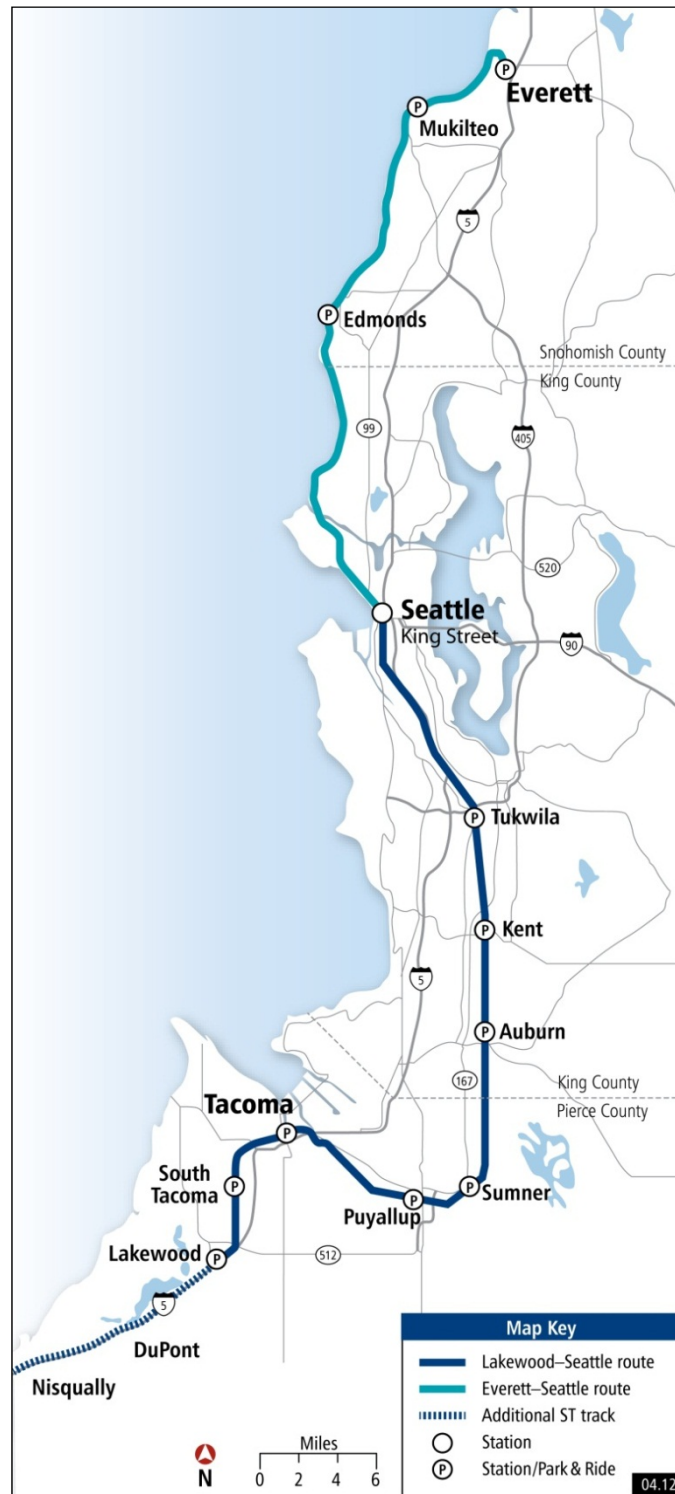 P
Everett
P
Mukilteo
5
P
Edmonds
Snohomish County
King County
99
405
520
Seattle
King Street
90
P
Tukwila
P
Kent
5
P
Auburn
167
King County
Pierce County
Tacoma
P
South
Tacoma
P
P
Sumner
P
Puyallup
Lakewood
P
512
5
DuPont
Nisqually
Map Key
Lakewood–Seattle route
Everett–Seattle route
Additional ST track
Station
P
Station/Park & Ride
Miles
N
0 2 4 6
04.12